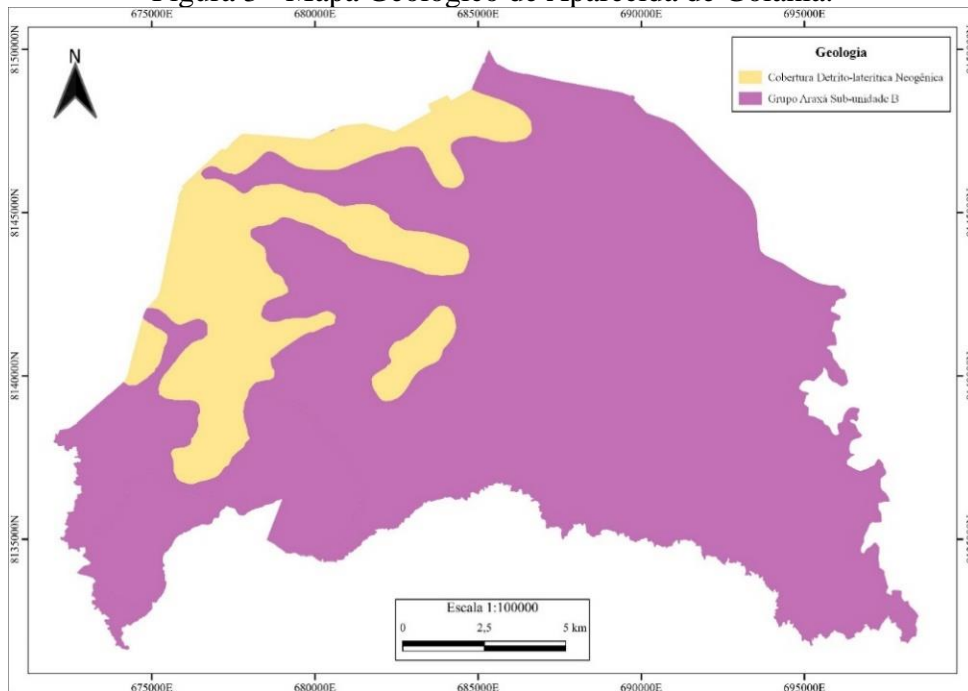 Figura 3 - Mapa Geológico de Aparecida de Goiânia.
675000E 680000E 685000E 690000E 695000E
8150000N
N
Geologia
Cobertura Detrito-laterítica Neogênica
Grupo Araxá Sub-unidade B
8145000N
8140000N
8135000N
Escala 1:100000
0 2,5 5 km
675000E 680000E 685000E 690000E 695000E